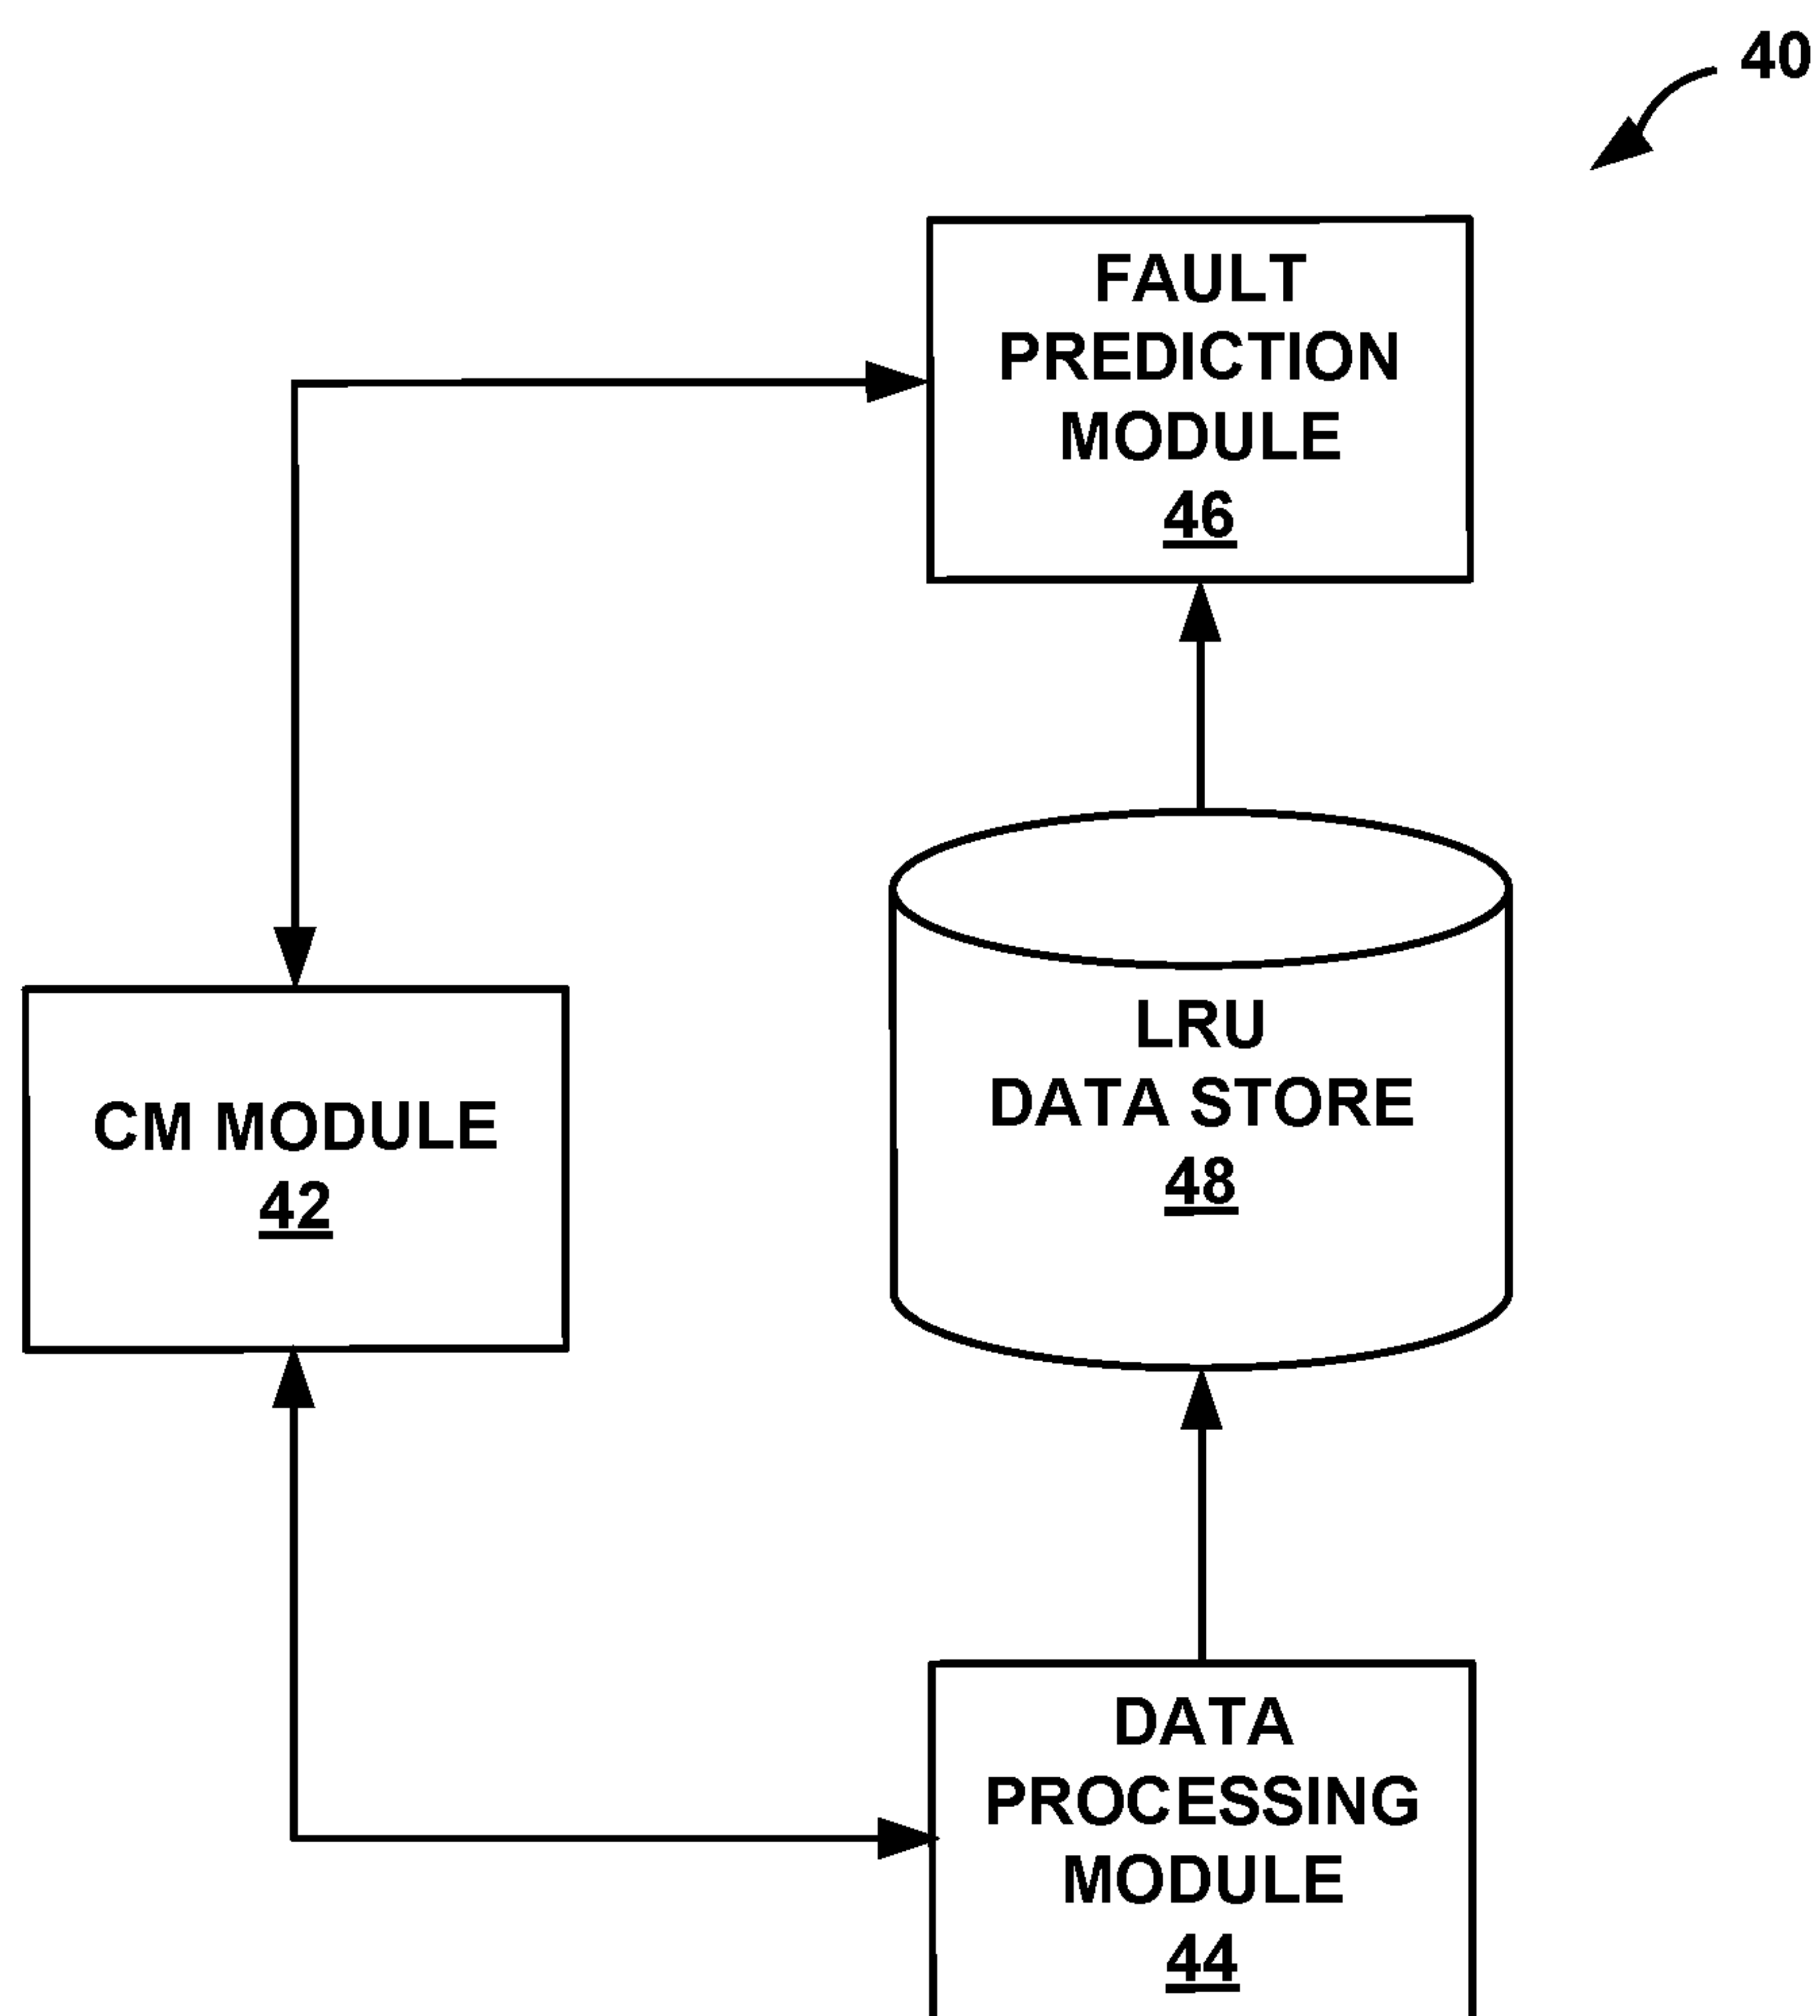 40
FAULT
PREDICTION
MODULE
46
LRU
DATA STORE
48
CM MODULE
42
DATA
PROCESSING
MODULE
44